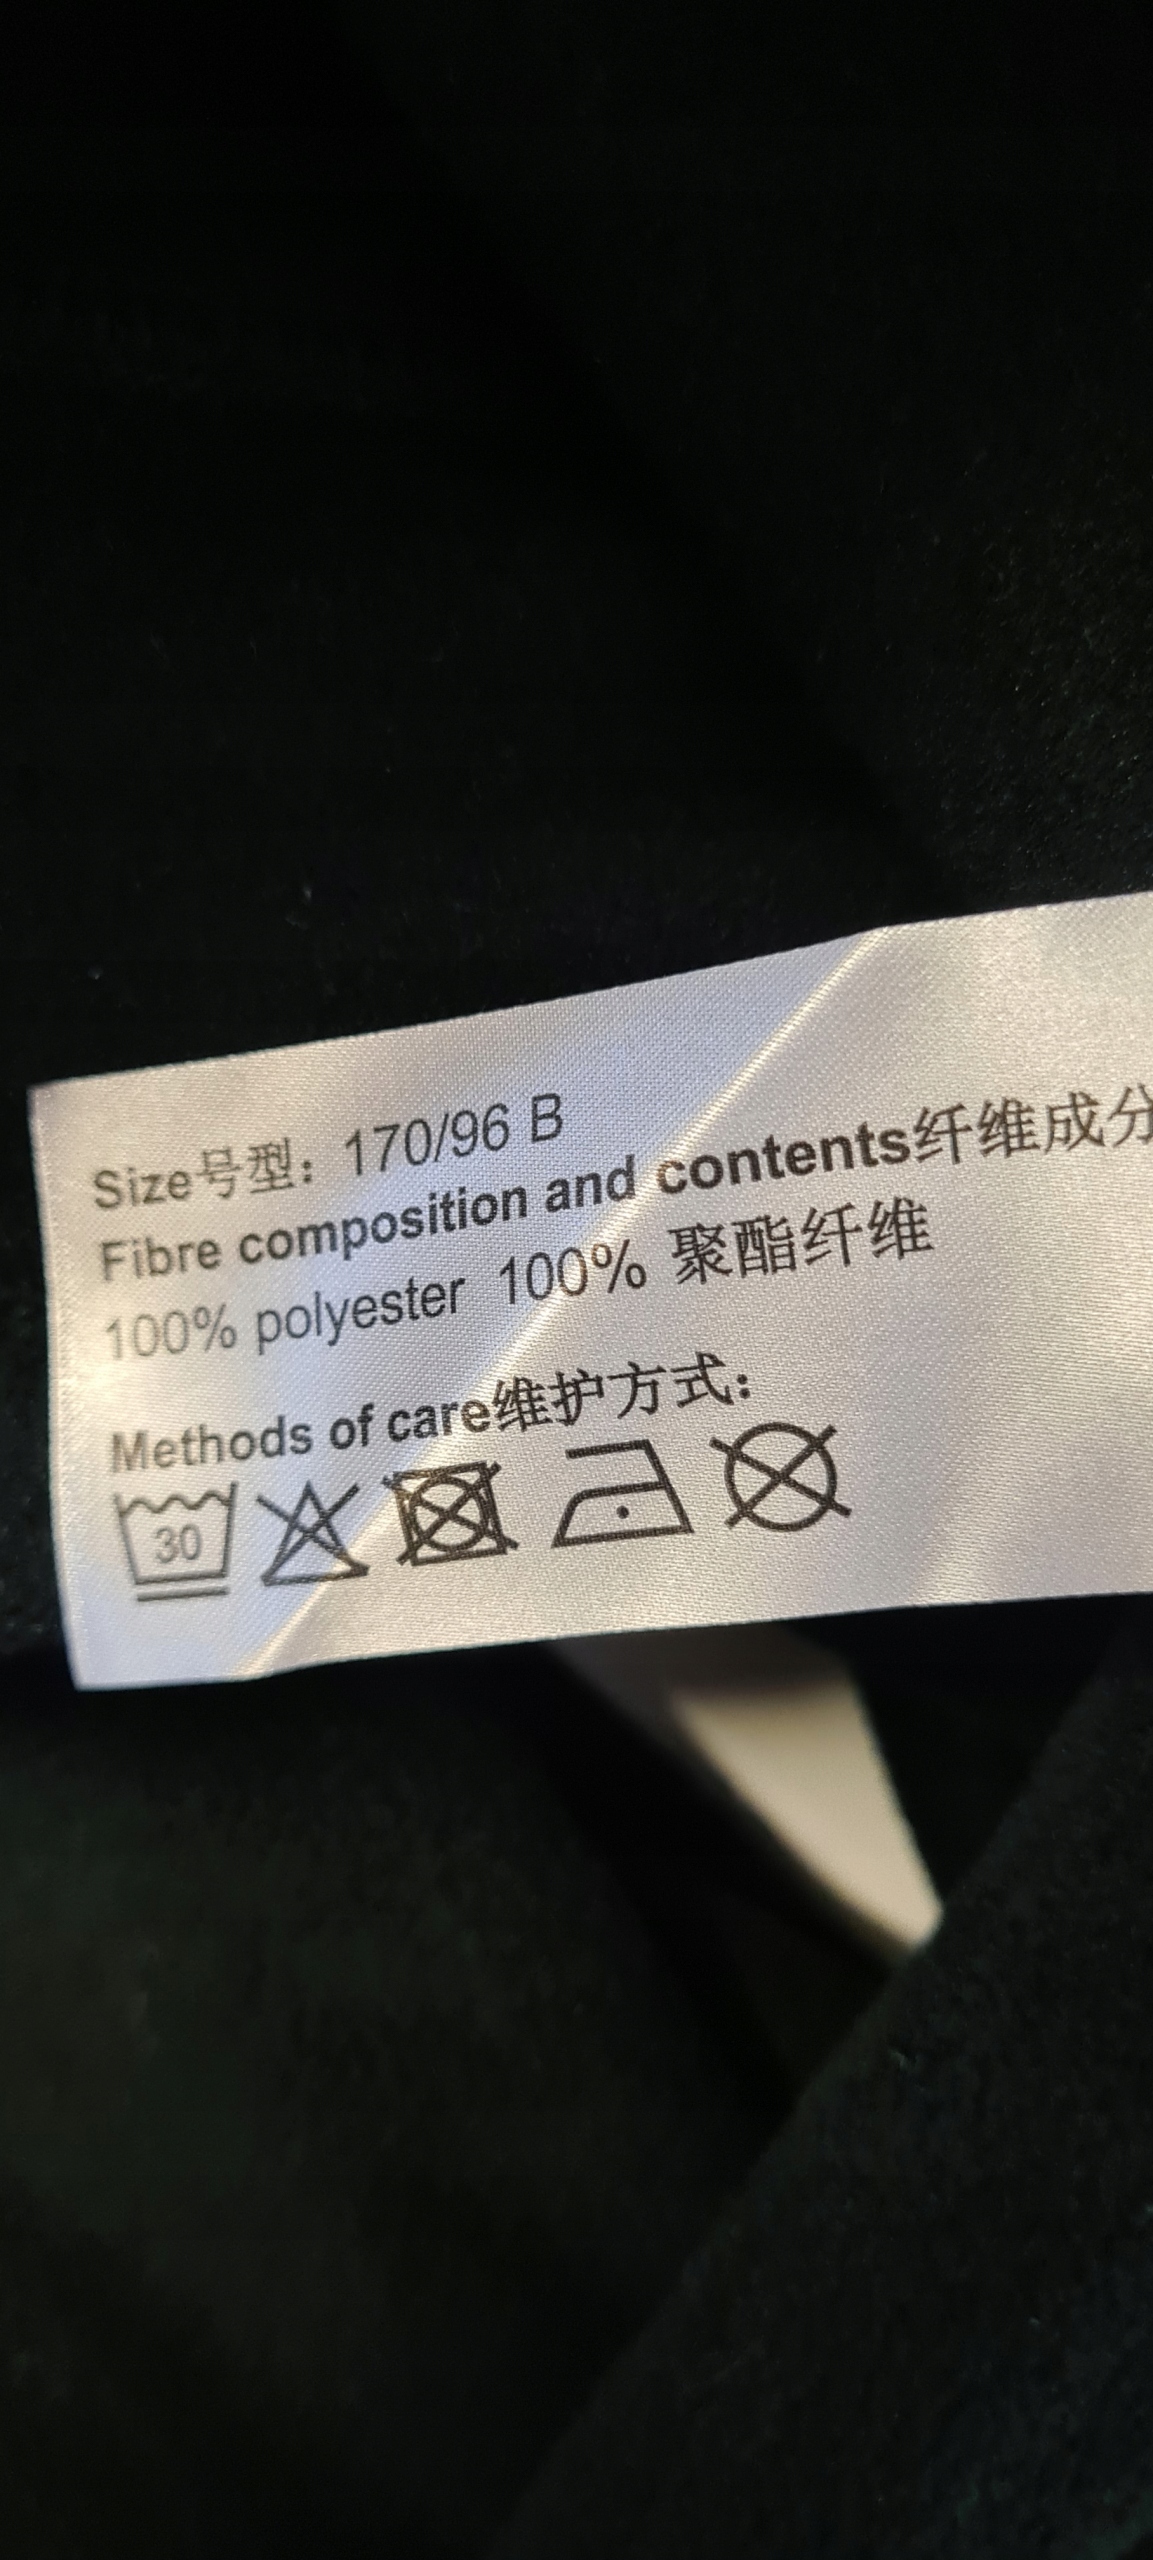 Size号型：170/96 B
Fibre composition and contents纤维成分
100% polyester 100% 聚酯纤维
Methods of care维护方式：
30